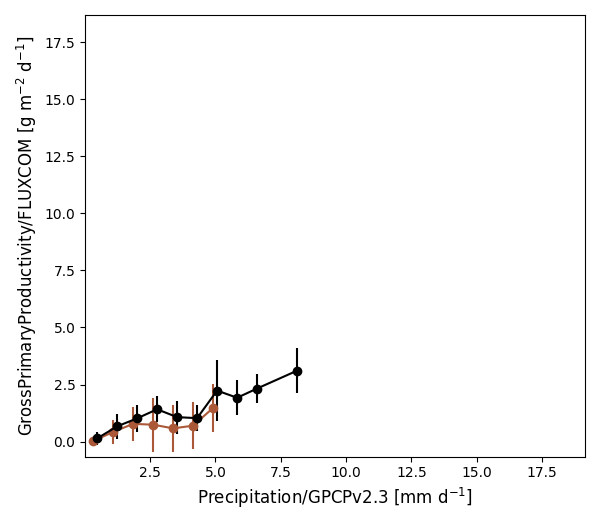 GrossPrimaryProductivity/FLUXCOM [g m⁻² d⁻¹]
17.5
15.0
12.5
10.0
7.5
5.0
2.5
0.0
2.5 5.0 7.5 10.0 12.5 15.0 17.5
Precipitation/GPCPv2.3 [mm d⁻¹]